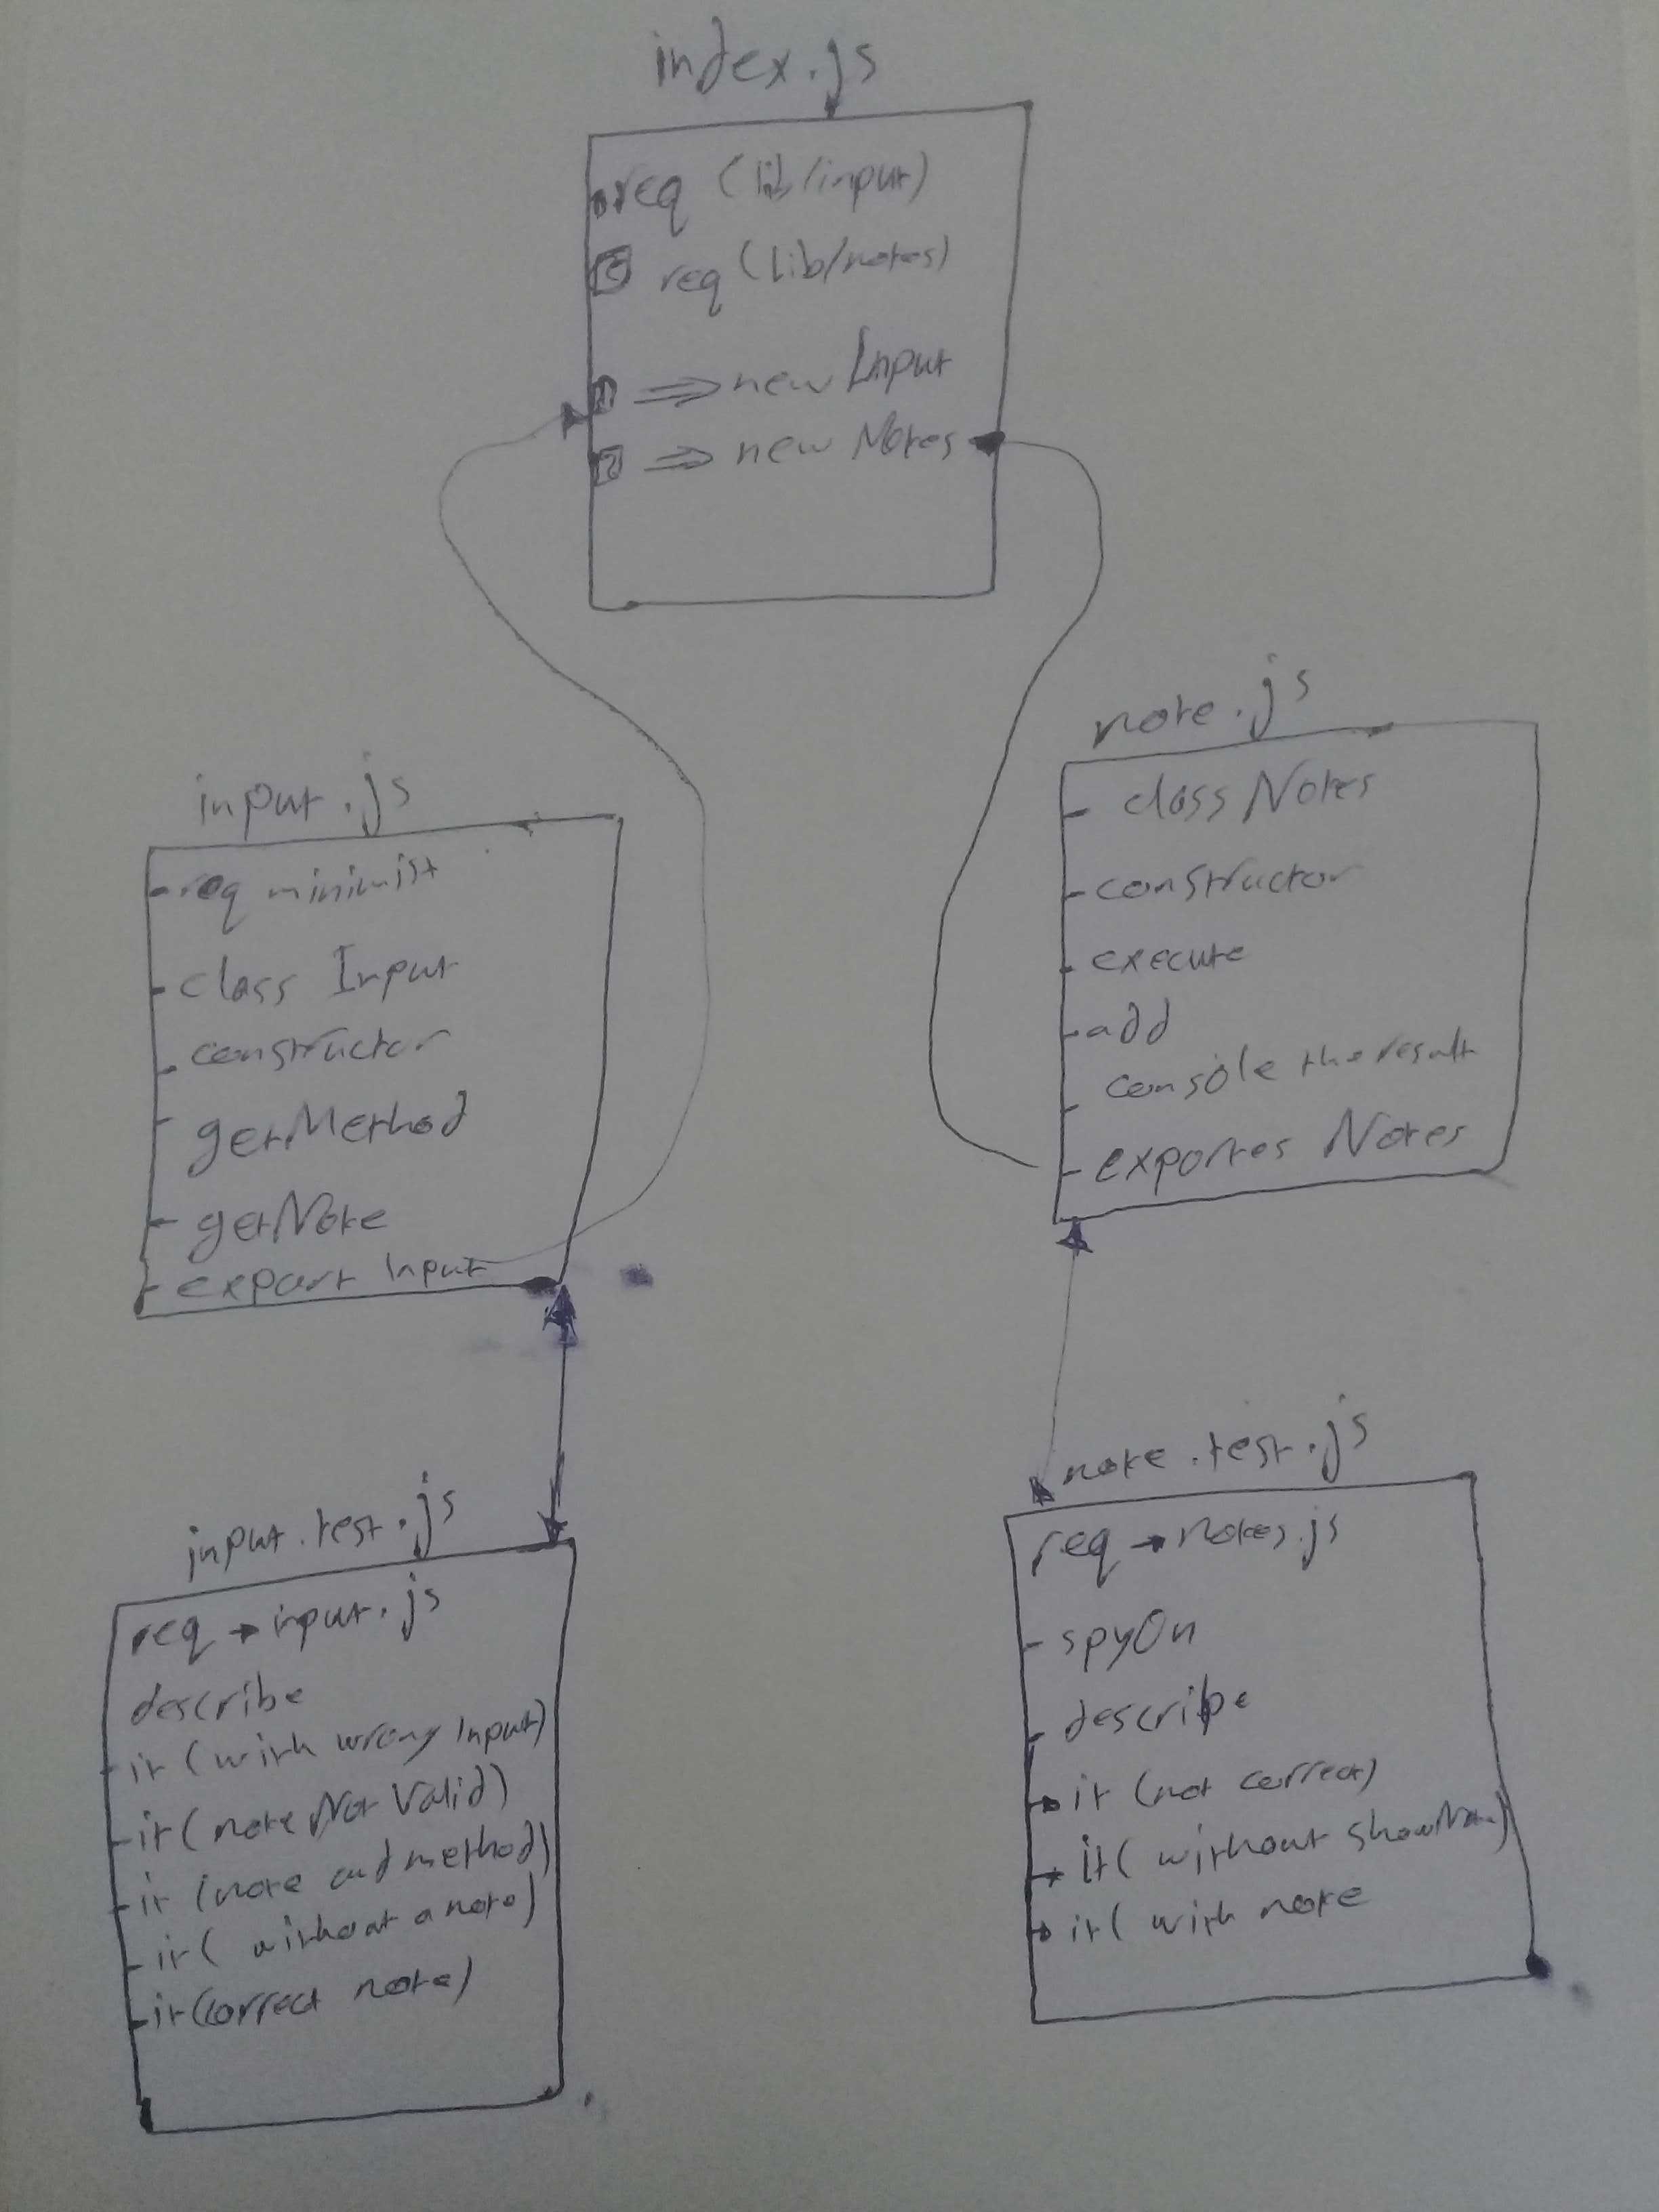 index.js
req (lib/input)
req (Lib/notes)
1 ⇒ new Input
2 ⇒ new Notes
input.js
- req minimist
- class Input
- constructor
- getMethod
- getNote
- export Input
note.js
- class Notes
- constructor
- execute
- add
- console the result
- exportes Notes
input.test.js
req → input.js
describe
- it (with wrong Input)
- it (note Not Valid)
- it (note and method)
- it ( without a note)
- it (correct note)
note.test.js
req → notes.js
- spyOn
- describe
→ it (not correct)
→ it ( without
→ it ( with note